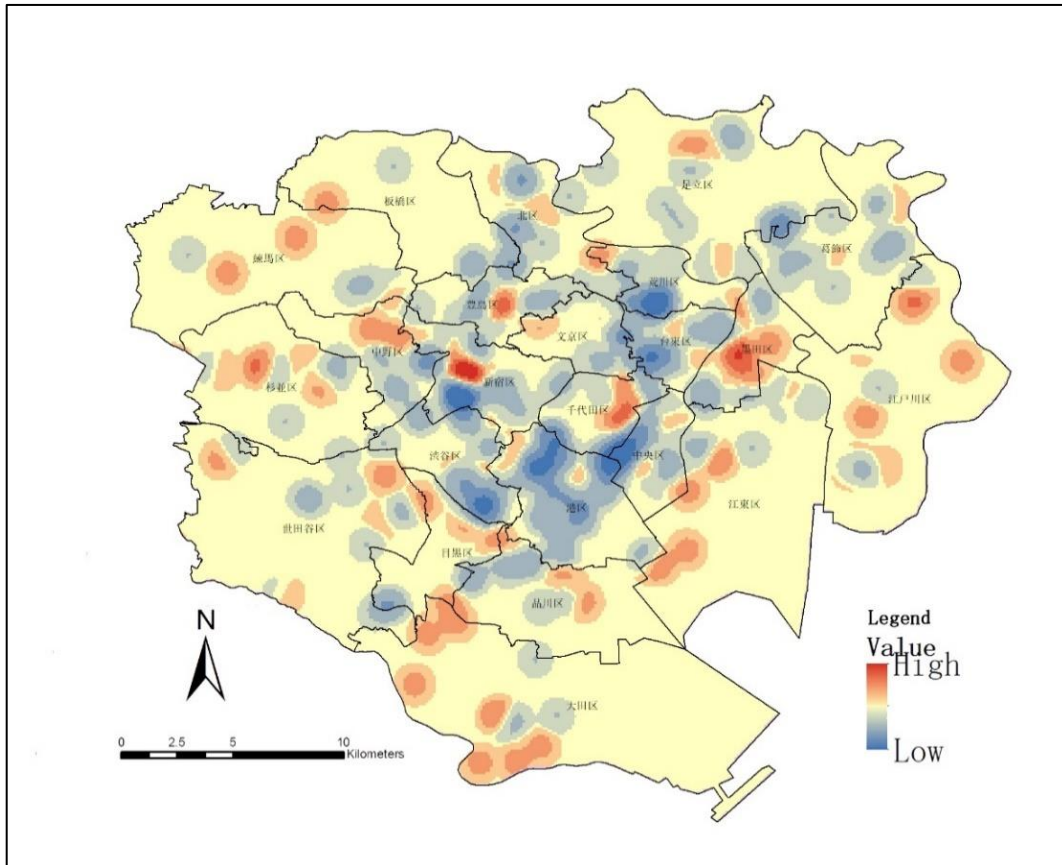 足立区
板橋区
北区
葛飾区
練馬区
荒川区
豊島区
文京区
台東区
墨田区
中野区
新宿区
杉並区
江戸川区
千代田区
渋谷区
中央区
江東区
港区
世田谷区
目黒区
品川区
大田区
N
0 2.5 5 10
Kilometers
Legend
Value
High
Low